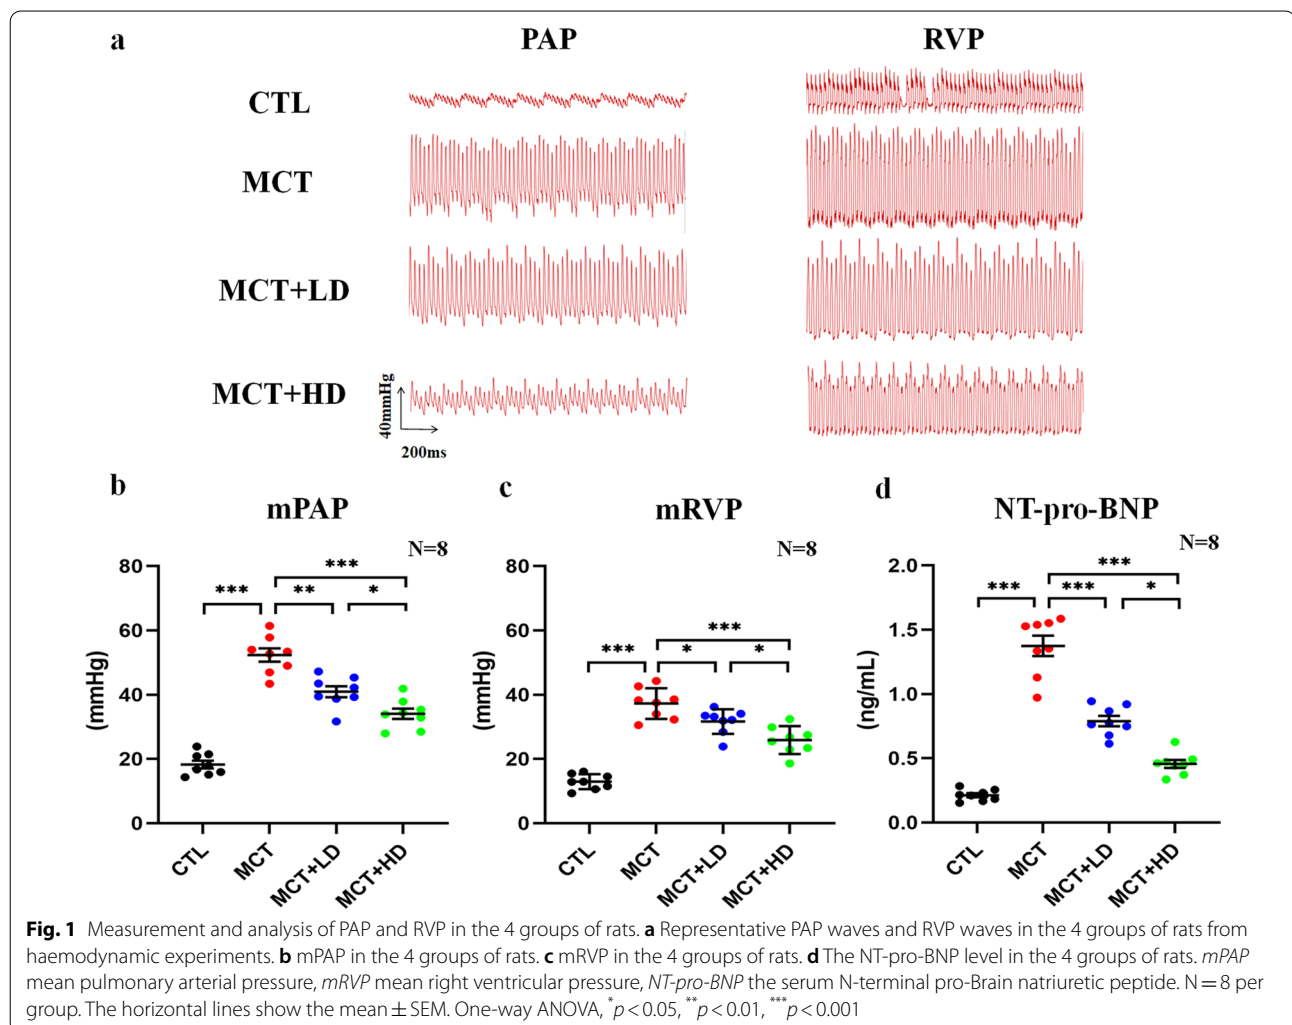 a
PAP
RVP
CTL
MCT
MCT+LD
MCT+HD
40mmHg
200ms
b
mPAP
N=8
(mmHg)
80
60
40
20
0
***
**
*
***
CTL
MCT
MCT+LD
MCT+HD
c
mRVP
N=8
(mmHg)
80
60
40
20
0
***
*
*
***
CTL
MCT
MCT+LD
MCT+HD
d
NT-pro-BNP
N=8
(ng/mL)
2.0
1.5
1.0
0.5
0.0
***
***
*
***
CTL
MCT
MCT+LD
MCT+HD
Fig. 1 Measurement and analysis of PAP and RVP in the 4 groups of rats. a Representative PAP waves and RVP waves in the 4 groups of rats from
haemodynamic experiments. b mPAP in the 4 groups of rats. c mRVP in the 4 groups of rats. d The NT-pro-BNP level in the 4 groups of rats. mPAP
mean pulmonary arterial pressure, mRVP mean right ventricular pressure, NT-pro-BNP the serum N-terminal pro-Brain natriuretic peptide. N = 8 per
group. The horizontal lines show the mean ± SEM. One-way ANOVA, *p < 0.05, **p < 0.01, ***p < 0.001